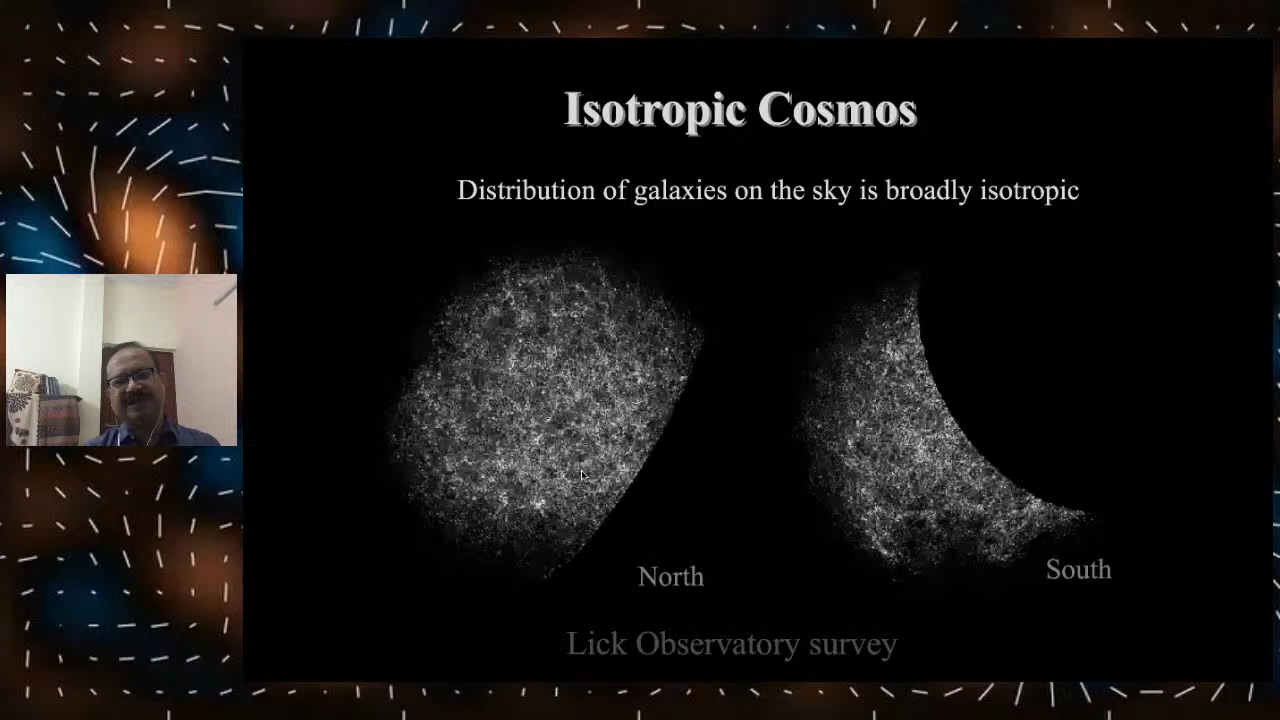 Isotropic Cosmos
Distribution of galaxies on the sky is broadly isotropic
North
South
Lick Observatory survey